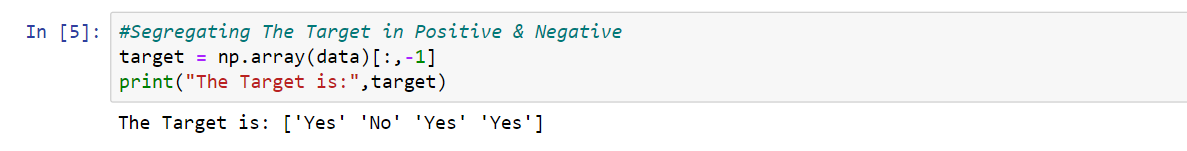 In [5]: #Segregating The Target in Positive & Negative
target = np.array(data)[:,-1]
print("The Target is:",target)
The Target is: ['Yes' 'No' 'Yes' 'Yes']